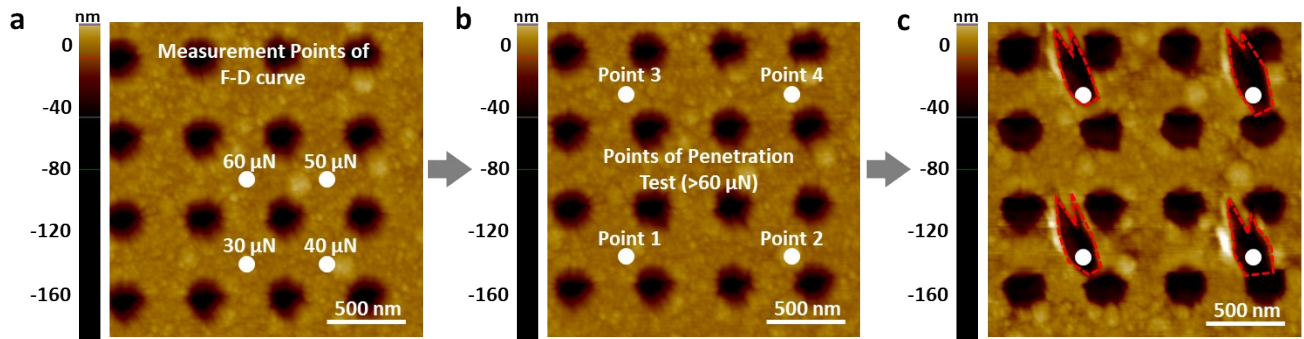 a
nm
0
-40
-80
-120
-160
Measurement Points of
F-D curve
60 µN
50 µN
30 µN
40 µN
500 nm
b
nm
0
-40
-80
-120
-160
Point 3
Point 4
Points of Penetration
Test (>60 µN)
Point 1
Point 2
500 nm
c
nm
0
-40
-80
-120
-160
500 nm